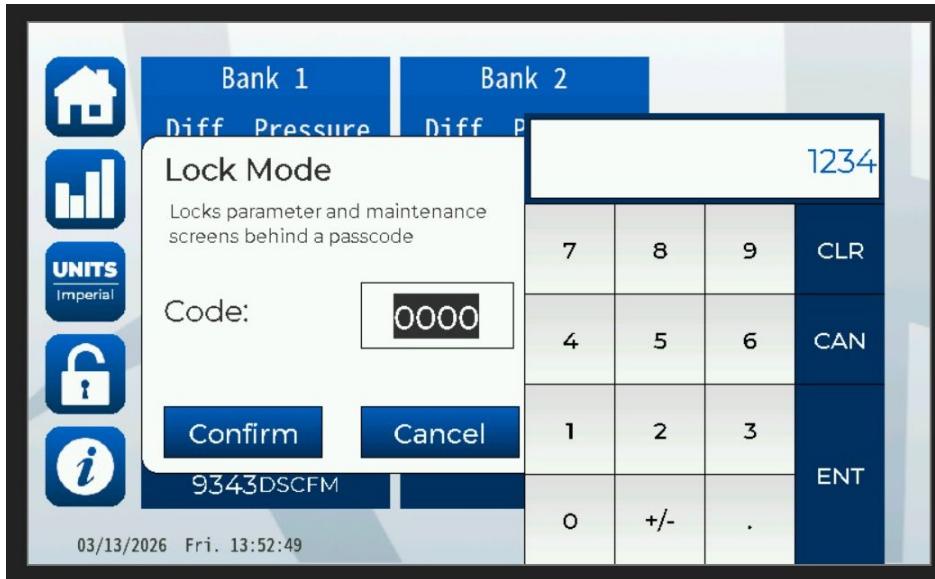 Bank 1
Bank 2
Diff Pressure
Diff P
Lock Mode
Locks parameter and maintenance
screens behind a passcode
Code:
0000
Confirm
Cancel
1234
7
8
9
CLR
4
5
6
CAN
1
2
3
ENT
0
+/-
.
UNITS
Imperial
i
9343DSCFM
03/13/2026 Fri. 13:52:49